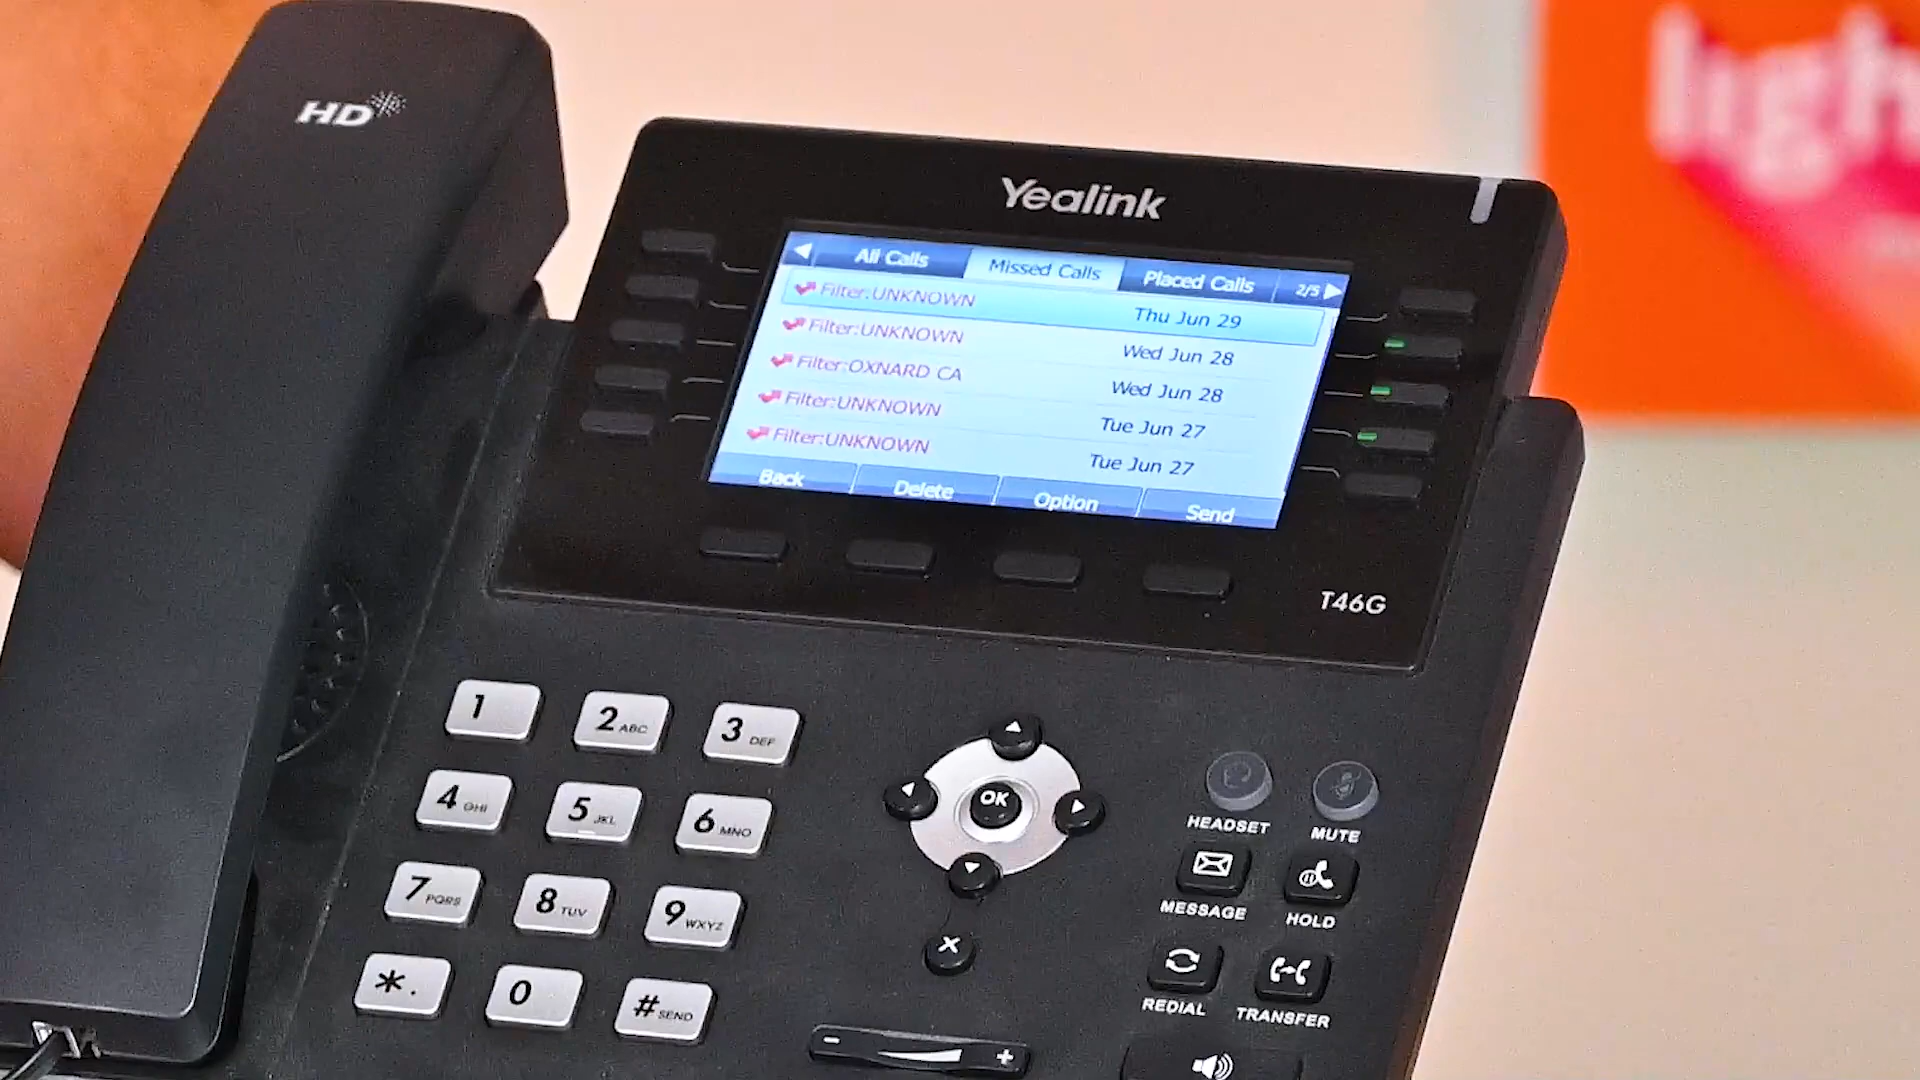 HD
ligh
Yealink
All Calls Missed Calls Placed Calls 2/5
Filter:UNKNOWN Thu Jun 29
Filter:UNKNOWN Wed Jun 28
Filter:OXNARD CA Wed Jun 28
Filter:UNKNOWN Tue Jun 27
Filter:UNKNOWN Tue Jun 27
Back Delete Option Send
T46G
1 2 ABC 3 DEF
4 GHI 5 JKL 6 MNO
7 PQRS 8 TUV 9 WXYZ
*. 0 # SEND
OK
HEADSET MUTE
MESSAGE HOLD
REDIAL TRANSFER
- +